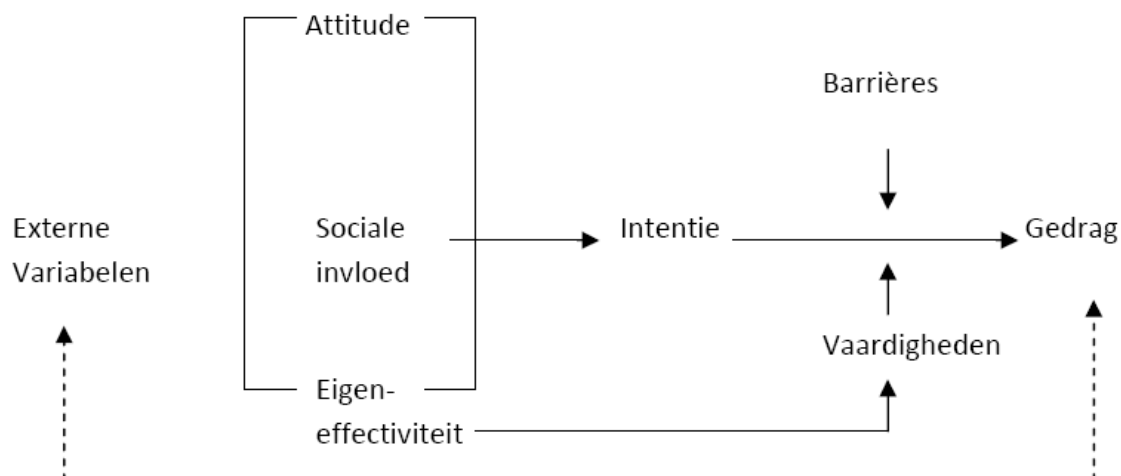 Attitude
Barrières
Externe
Variabelen
Sociale
invloed
Intentie
Gedrag
Vaardigheden
Eigen-
effectiviteit